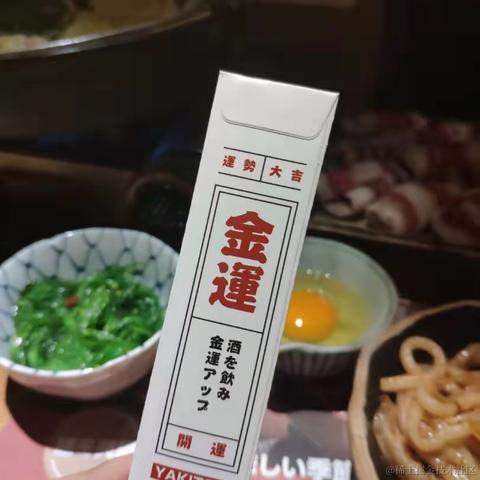 運勢大吉
金運
酒を飲み
金運アップ
開運
YAKI
しい季節
@稀土掘金技术社区